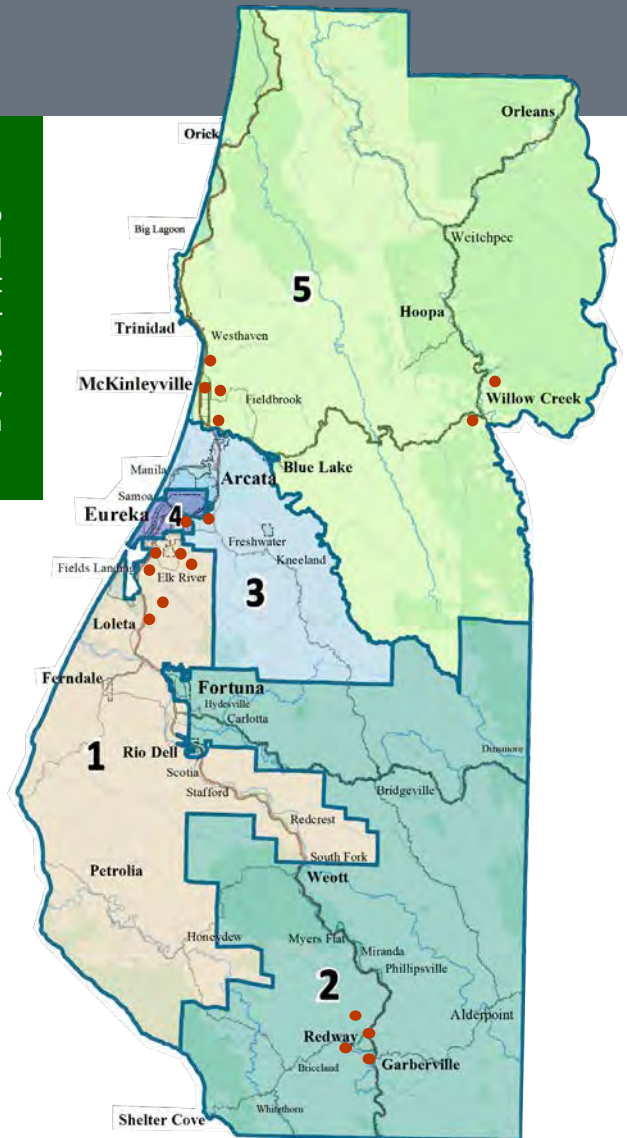 Orleans
Orick
Big Lagoon
Weitchpec
5
Hoopa
Trinidad
Westhaven
McKinleyville
Fieldbrook
Willow Creek
Manila
Arcata
Blue Lake
Samoa
Eureka
4
Freshwater
Kneeland
Fields Landing
Elk River
3
Loleta
Ferndale
Fortuna
Hydesville
Carlotta
1
Rio Dell
Dinsmore
Scotia
Stafford
Bridgeville
Redcrest
South Fork
Petrolia
Weott
Honeydew
Myers Flat
Miranda
Phillipsville
2
Alderpoint
Redway
Briceland
Garberville
Whitethorn
Shelter Cove